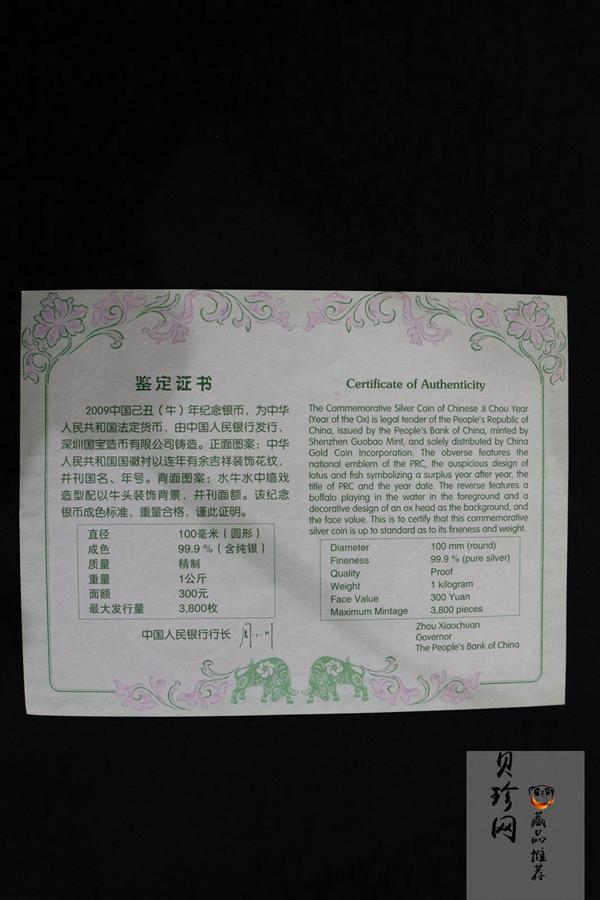 鉴定证书
2009中国己丑（牛）年纪念银币，为中华
人民共和国法定货币，由中国人民银行发行，
深圳国宝造币有限公司铸造。正面图案：中华
人民共和国国徽衬以连年有余吉祥装饰花纹，
并刊国名、年号。背面图案：水牛水中嬉戏
造型配以牛头装饰背景，并刊面额。该纪念
银币成色标准，重量合格，谨此证明。
直径 100毫米（圆形）
成色 99.9%（含纯银）
质量 精制
重量 1公斤
面额 300元
最大发行量 3,800枚
中国人民银行行长
Certificate of Authenticity
The Commemorative Silver Coin of Chinese Ji Chou Year
(Year of the Ox) is legal tender of the People's Republic of
China, issued by the People's Bank of China, minted by
Shenzhen Guobao Mint, and solely distributed by China
Gold Coin Incorporation. The obverse features the
national emblem of the PRC, the auspicious design of
lotus and fish symbolizing a surplus year after year, the
title of PRC and the year date. The reverse features a
buffalo playing in the water in the foreground and a
decorative design of an ox head as the background, and
the face value. This is to certify that this commemorative
silver coin is up to standard as to its fineness and weight.
Diameter 100 mm (round)
Fineness 99.9 % (pure silver)
Quality Proof
Weight 1 kilogram
Face Value 300 Yuan
Maximum Mintage 3,800 pieces
Zhou Xiaochuan
Governor
The People's Bank of China
贝珍网
藏品推荐